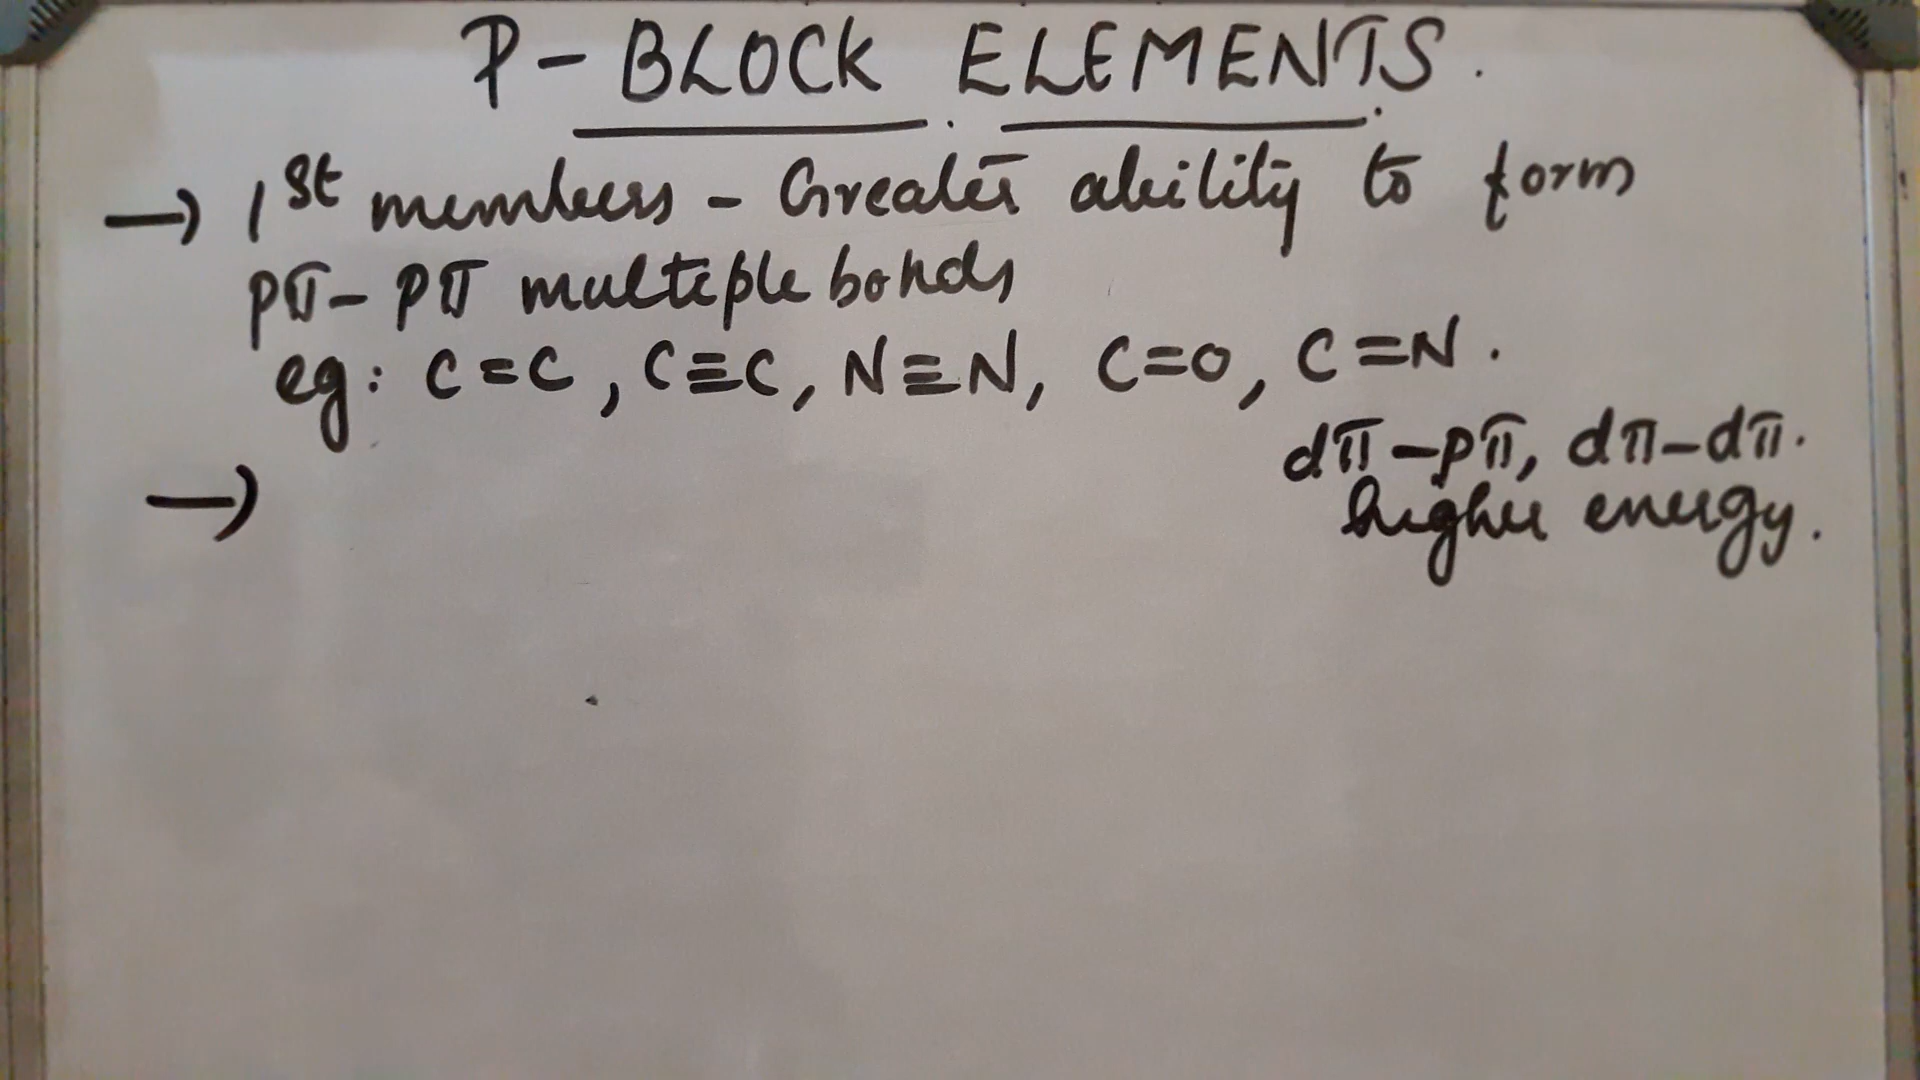 P - BLOCK ELEMENTS.
→ 1st members - Greater ability to form
pπ - pπ multiple bonds
eg: C=C, C≡C, N≡N, C=O, C=N.
dπ - pπ, dπ - dπ.
→
higher energy.